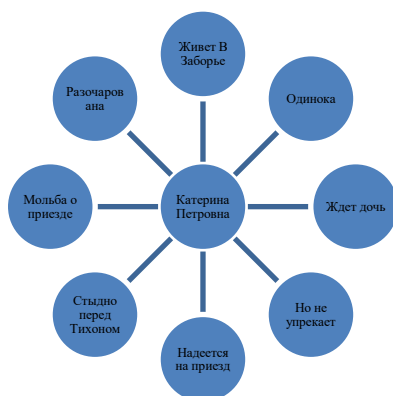 Живет В
Заборье
Одинока
Ждет дочь
Но не
упрекает
Надеется
на приезд
Стыдно
перед
Тихоном
Мольба о
приезде
Разочаров
ана
Катерина
Петровна